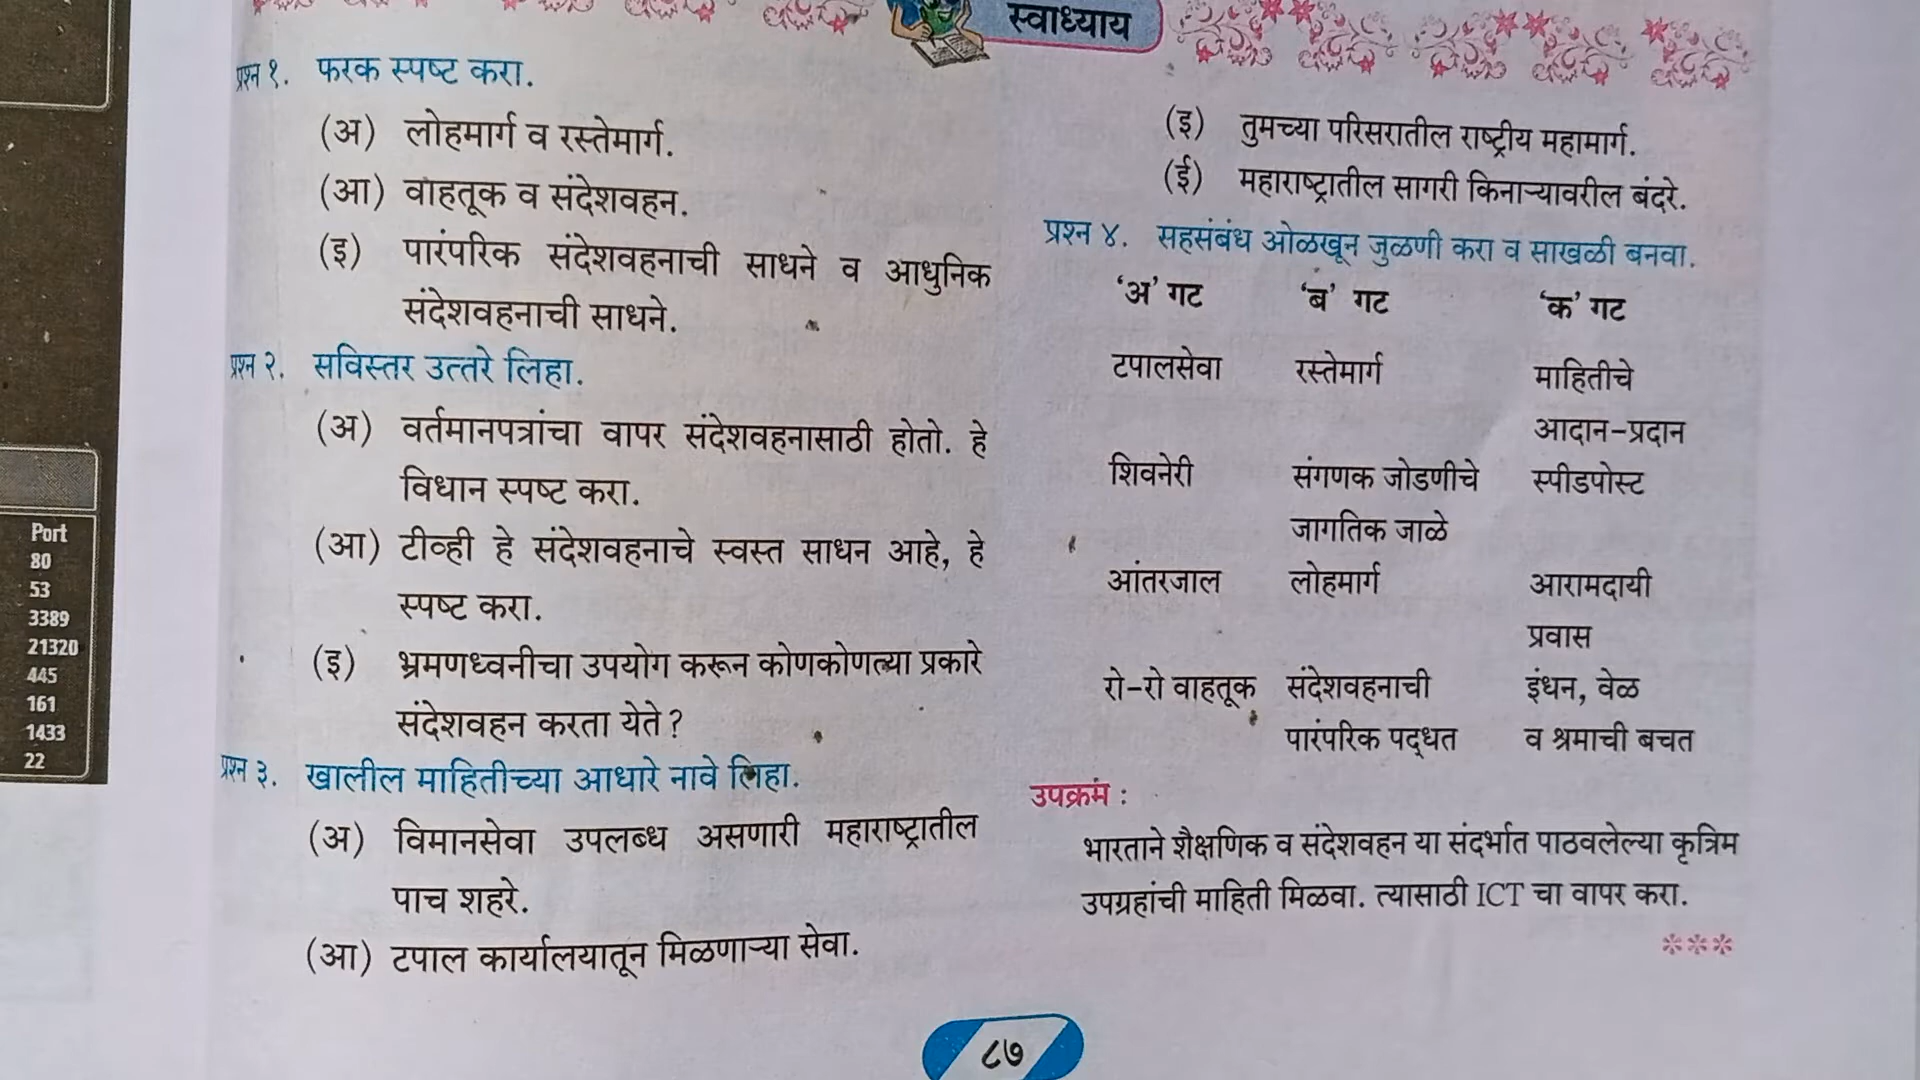 स्वाध्याय
प्रश्न १. फरक स्पष्ट करा.
(अ) लोहमार्ग व रस्तेमार्ग.
(आ) वाहतूक व संदेशवहन.
(इ) पारंपरिक संदेशवहनाची साधने व आधुनिक
संदेशवहनाची साधने.
प्रश्न २. सविस्तर उत्तरे लिहा.
(अ) वर्तमानपत्रांचा वापर संदेशवहनासाठी होतो. हे
विधान स्पष्ट करा.
(आ) टीव्ही हे संदेशवहनाचे स्वस्त साधन आहे, हे
स्पष्ट करा.
(इ) भ्रमणध्वनीचा उपयोग करून कोणकोणत्या प्रकारे
संदेशवहन करता येते ?
प्रश्न ३. खालील माहितीच्या आधारे नावे लिहा.
(अ) विमानसेवा उपलब्ध असणारी महाराष्ट्रातील
पाच शहरे.
(आ) टपाल कार्यालयातून मिळणाऱ्या सेवा.
(इ) तुमच्या परिसरातील राष्ट्रीय महामार्ग.
(ई) महाराष्ट्रातील सागरी किनाऱ्यावरील बंदरे.
प्रश्न ४. सहसंबंध ओळखून जुळणी करा व साखळी बनवा.
‘अ’ गट ‘ब’ गट ‘क’ गट
टपालसेवा रस्तेमार्ग माहितीचे
आदान-प्रदान
शिवनेरी संगणक जोडणीचे स्पीडपोस्ट
जागतिक जाळे
आंतरजाल लोहमार्ग आरामदायी
प्रवास
रो-रो वाहतूक संदेशवहनाची इंधन, वेळ
पारंपरिक पद्धत व श्रमाची बचत
उपक्रम :
भारताने शैक्षणिक व संदेशवहन या संदर्भात पाठवलेल्या कृत्रिम
उपग्रहांची माहिती मिळवा. त्यासाठी ICT चा वापर करा.
***
८७
Port
80
53
3389
21320
445
161
1433
22